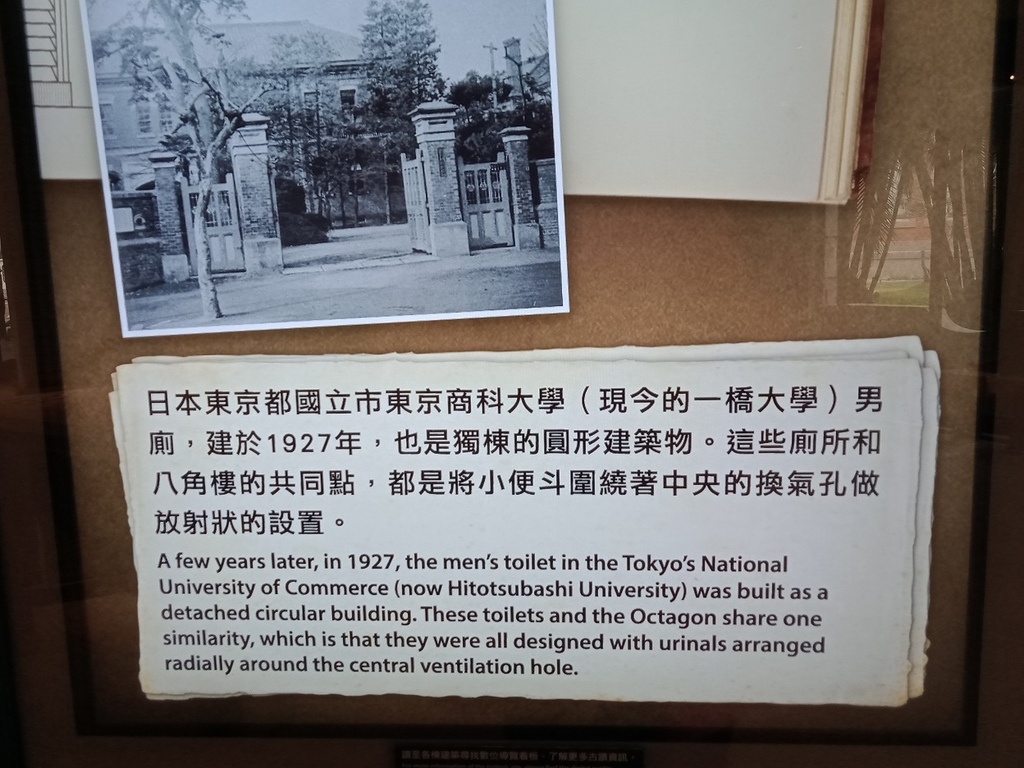 日本東京都國立市東京商科大學（現今的一橋大學）男
廁，建於1927年，也是獨棟的圓形建築物。這些廁所和
八角樓的共同點，都是將小便斗圍繞著中央的換氣孔做
放射狀的設置。
A few years later, in 1927, the men's toilet in the Tokyo's National
University of Commerce (now Hitotsubashi University) was built as a
detached circular building. These toilets and the Octagon share one
similarity, which is that they were all designed with urinals arranged
radially around the central ventilation hole.